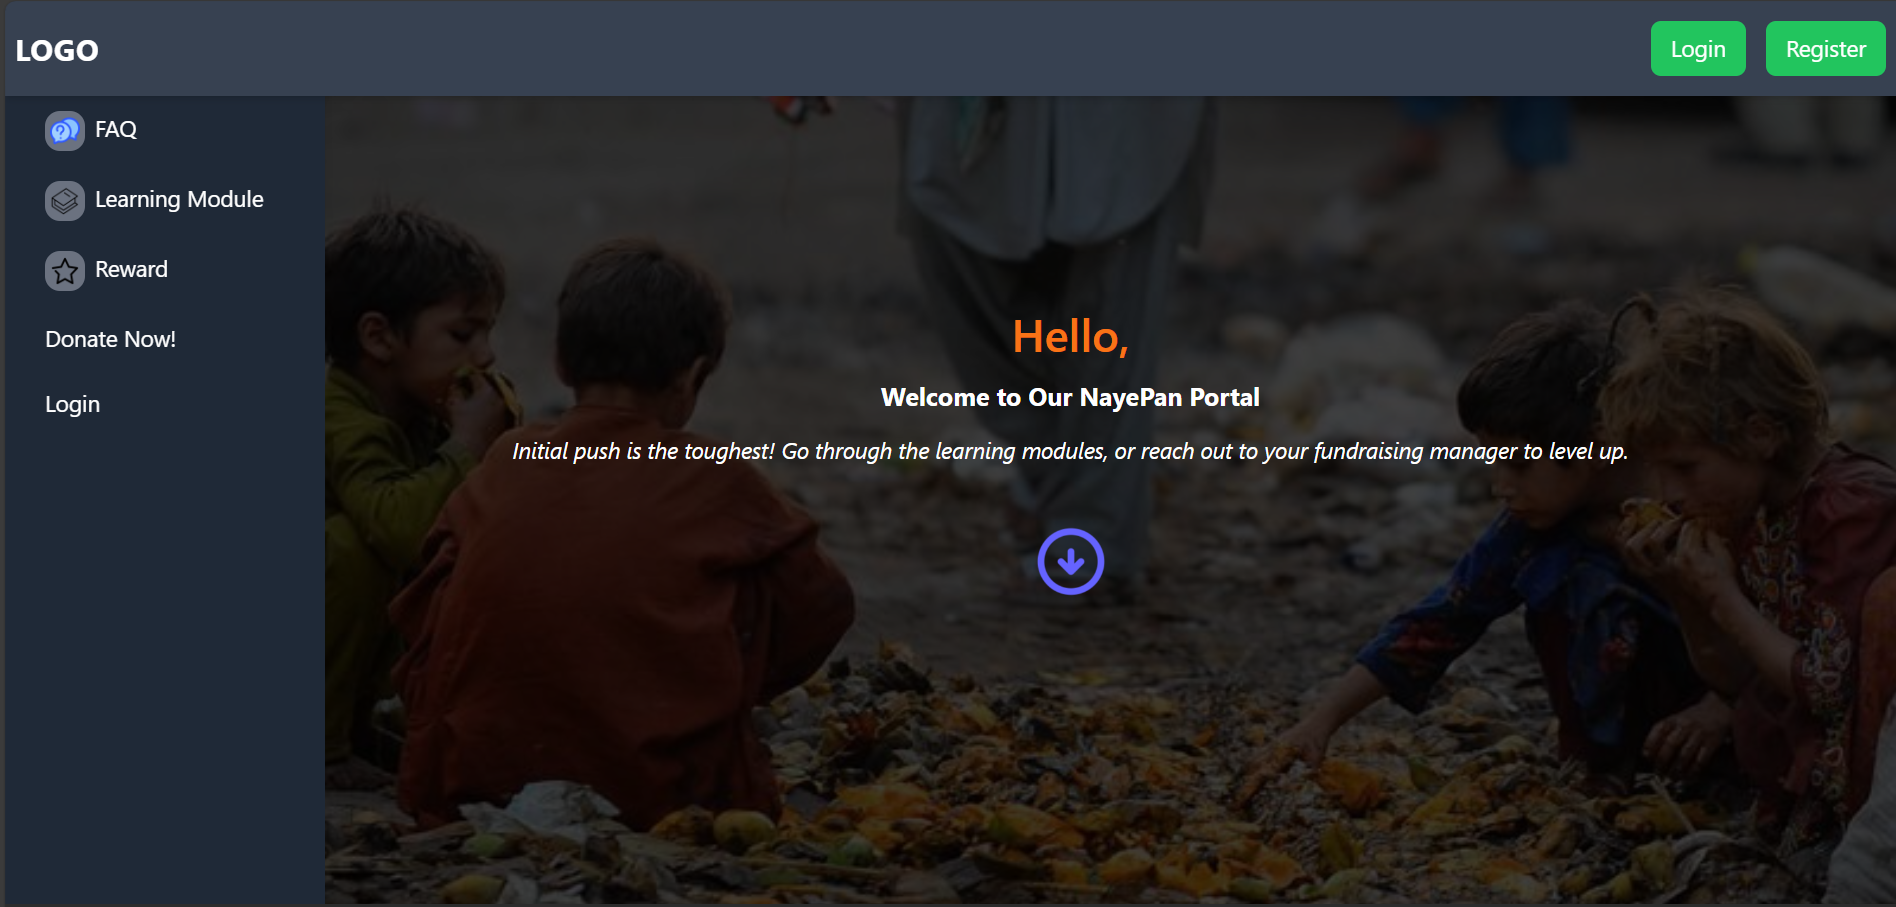 LOGO
Login
Register
FAQ
Learning Module
Reward
Donate Now!
Login
Hello,
Welcome to Our NayePan Portal
Initial push is the toughest! Go through the learning modules, or reach out to your fundraising manager to level up.